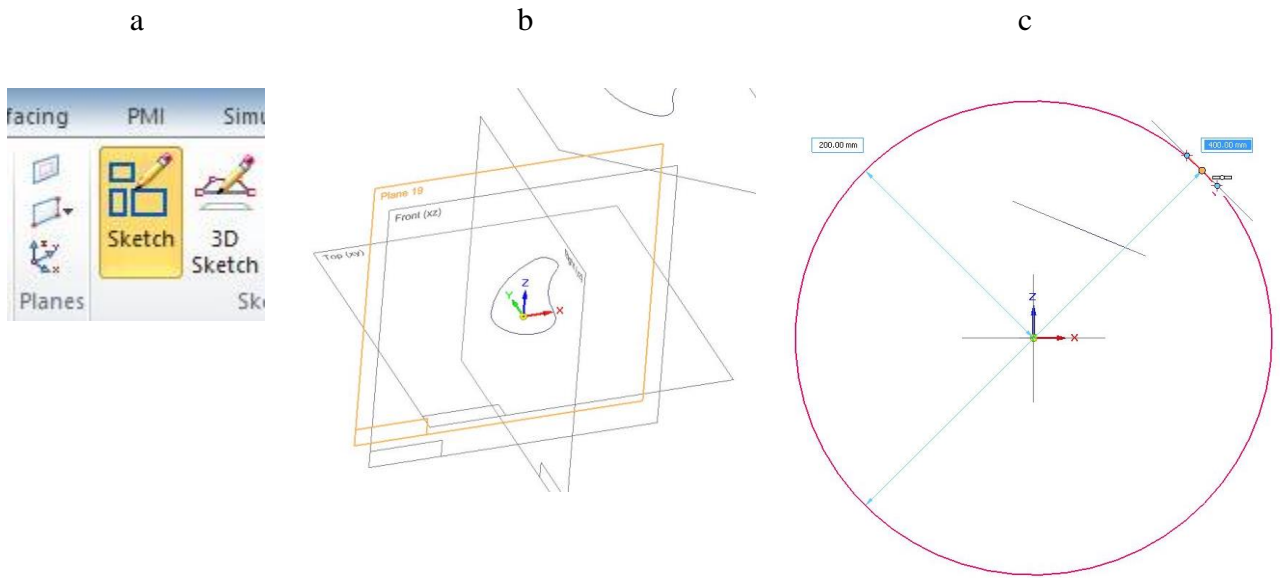 a
b
c
facing PMI Simu
Sketch
3D
Sketch
Planes
Ske
Plane 19
Front (xz)
Top (xy)
Z
Y
X
200.00 mm
400.00 mm
Z
X